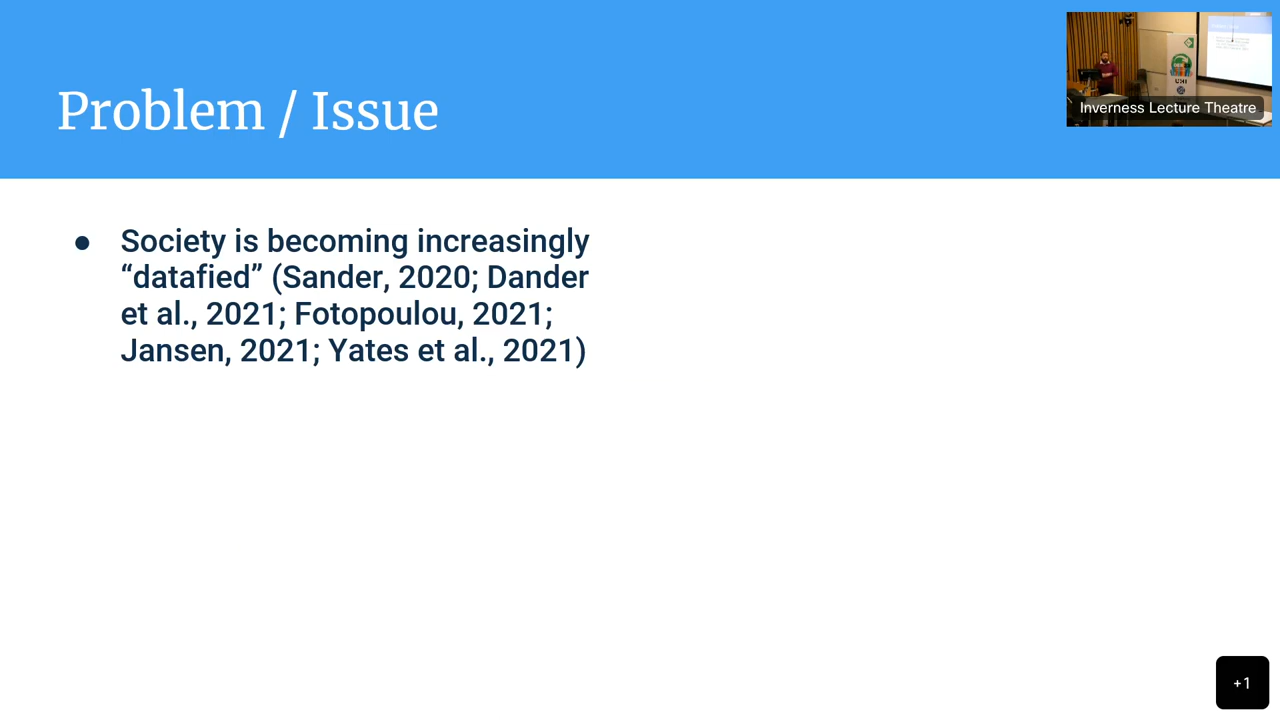 Problem / Issue
Inverness Lecture Theatre
UHI
● Society is becoming increasingly
“datafied” (Sander, 2020; Dander
et al., 2021; Fotopoulou, 2021;
Jansen, 2021; Yates et al., 2021)
+1